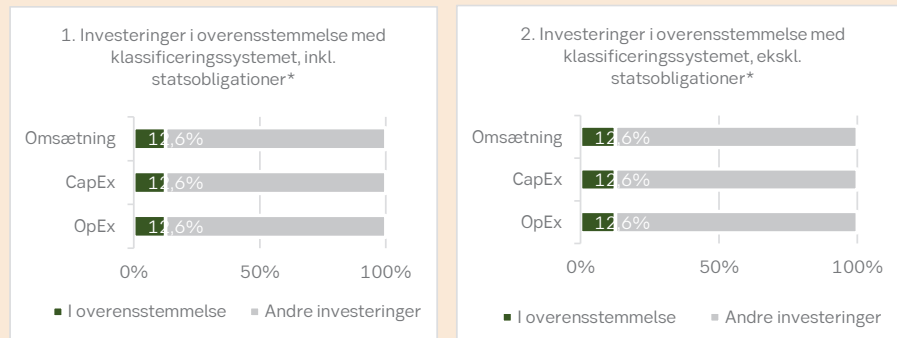 1. Investeringer i overensstemmelse med
klassificeringssystemet, inkl.
statsobligationer*
Omsætning 12,6%
CapEx 12,6%
OpEx 12,6%
0% 50% 100%
I overensstemmelse Andre investeringer
2. Investeringer i overensstemmelse med
klassificeringssystemet, ekskl.
statsobligationer*
Omsætning 12,6%
CapEx 12,6%
OpEx 12,6%
0% 50% 100%
I overensstemmelse Andre investeringer